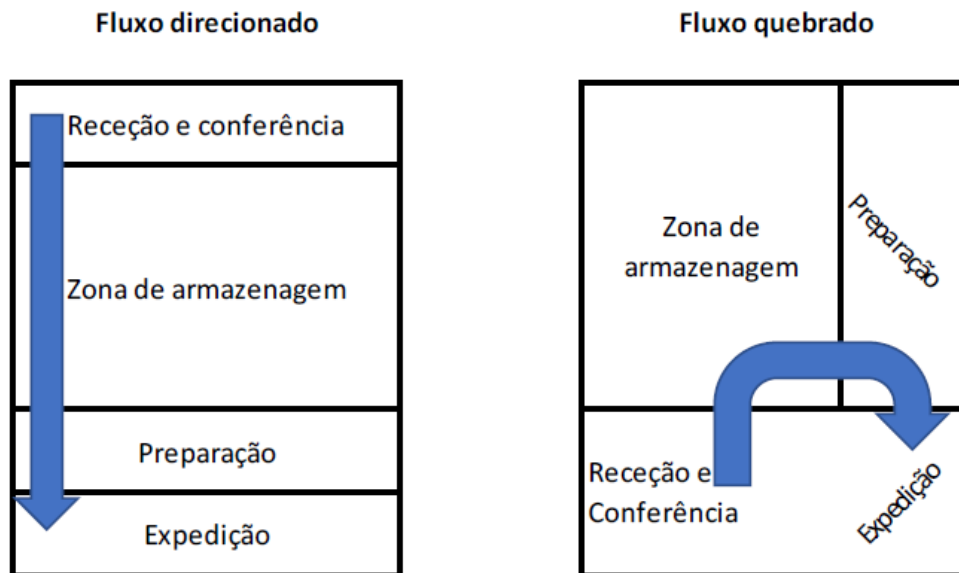 Fluxo direcionado
Receção e conferência
Zona de armazenagem
Preparação
Expedição
Fluxo quebrado
Zona de
armazenagem
Preparação
Receção e
Conferência
Expedição